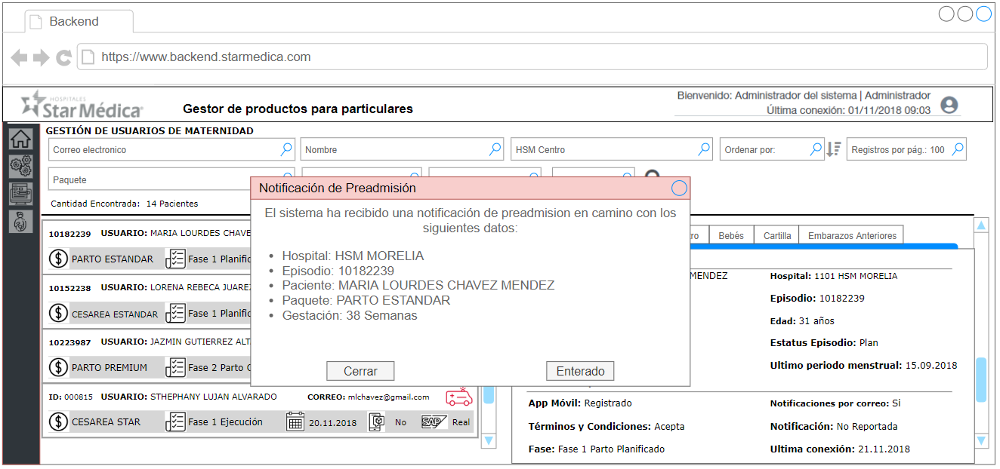 Backend
https://www.backend.starmedica.com
HOSPITALES
Star Médica
Gestor de productos para particulares
Bienvenido: Administrador del sistema | Administrador
Última conexión: 01/11/2018 09:03
GESTIÓN DE USUARIOS DE MATERNIDAD
Correo electronico
Nombre
HSM Centro
Ordenar por:
Registros por pág.: 100
Paquete
Cantidad Encontrada: 14 Pacientes
Notificación de Preadmisión
El sistema ha recibido una notificación de preadmision en camino con los
siguientes datos:
• Hospital: HSM MORELIA
• Episodio: 10182239
• Paciente: MARIA LOURDES CHAVEZ MENDEZ
• Paquete: PARTO ESTANDAR
• Gestación: 38 Semanas
Cerrar
Enterado
10182239 USUARIO: MARIA LOURDES CHAVE
PARTO ESTANDAR Fase 1 Planific
10152238 USUARIO: LORENA REBECA JUARE
CESAREA ESTANDAR Fase 1 Planific
10223987 USUARIO: JAZMIN GUTIERREZ ALT
PARTO PREMIUM Fase 2 Parto
ID: 000815 USUARIO: STHEPHANY LUJAN ALVARADO CORREO: mlchavez@gmail.com
CESAREA STAR Fase 1 Ejecución 20.11.2018 No SAP Real
ro
Bebés
Cartilla
Embarazos Anteriores
MENDEZ
Hospital: 1101 HSM MORELIA
Episodio: 10182239
Edad: 31 años
Estatus Episodio: Plan
Ultimo periodo menstrual: 15.09.2018
App Móvil: Registrado
Notificaciones por correo: Si
Términos y Condiciones: Acepta
Notificación: No Reportada
Fase: Fase 1 Parto Planificado
Ultima conexión: 21.11.2018